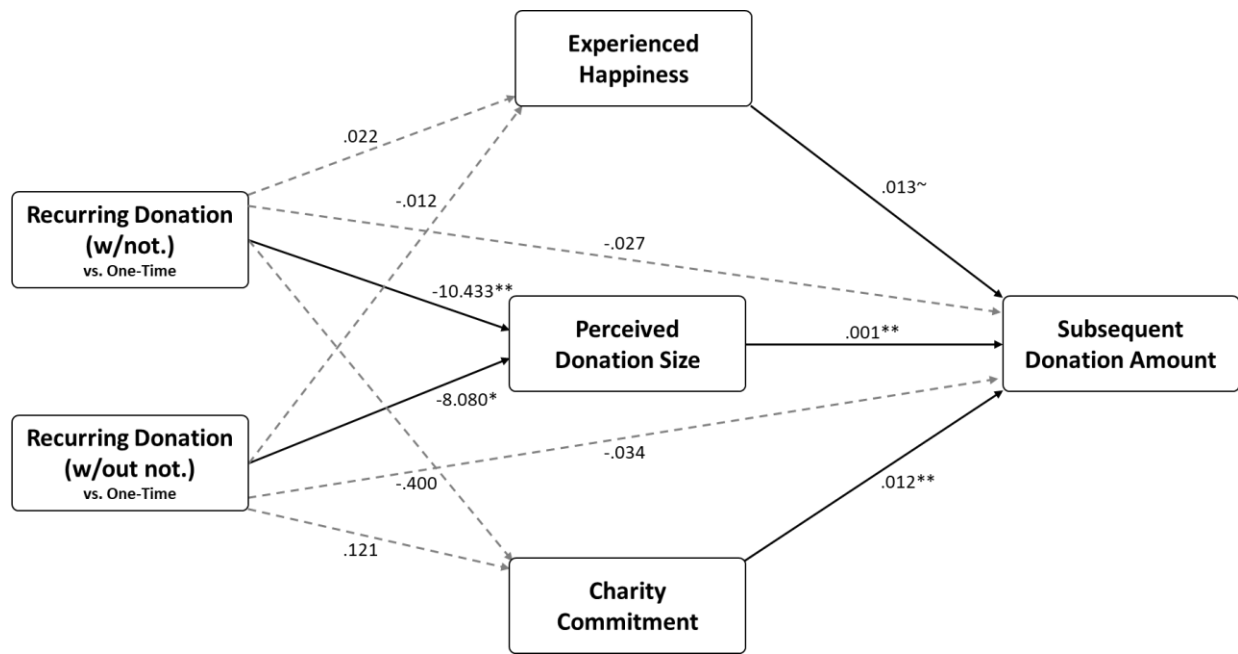 Experienced
Happiness
.022
-.012
.013~
Recurring Donation
(w/not.)
vs. One-Time
-.027
-10.433**
Perceived
Donation Size
.001**
Subsequent
Donation Amount
-8.080*
Recurring Donation
(w/out not.)
vs. One-Time
-.034
-.400
.012**
.121
Charity
Commitment